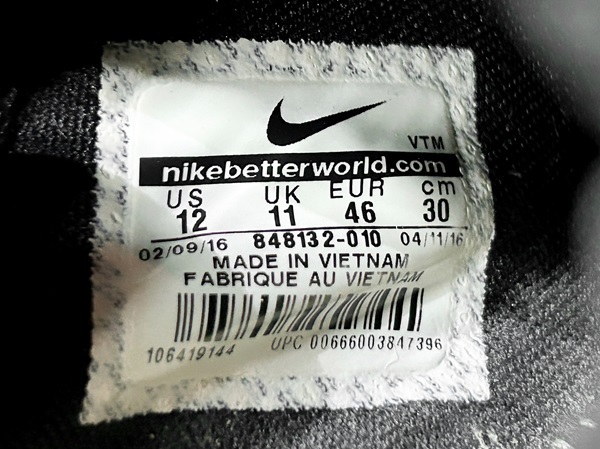 VTM
nikebetterworld.com
US UK EUR cm
12 11 46 30
02/09/16 848132-010 04/11/16
MADE IN VIETNAM
FABRIQUE AU VIETNAM
106419144 UPC 00666003847396